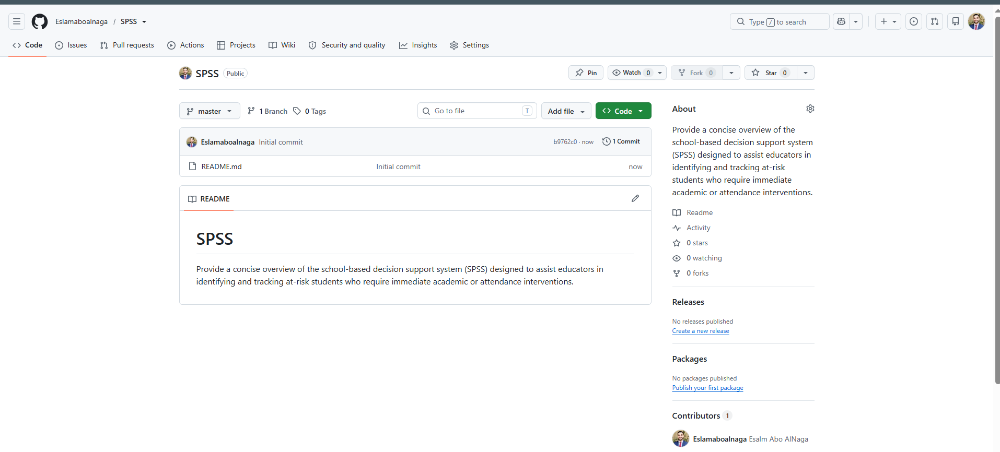 Eslamaboalnaga / SPSS
Type / to search
Code Issues Pull requests Actions Projects Wiki Security and quality Insights Settings
SPSS Public
Pin Watch 0 Fork 0 Star 0
master 1 Branch 0 Tags Go to file T Add file Code
Eslamaboalnaga Initial commit b9762c0 · now 1 Commit
README.md Initial commit now
README
SPSS
Provide a concise overview of the school-based decision support system (SPSS) designed to assist educators in
identifying and tracking at-risk students who require immediate academic or attendance interventions.
About
Provide a concise overview of the
school-based decision support system
(SPSS) designed to assist educators in
identifying and tracking at-risk
students who require immediate
academic or attendance interventions.
Readme
Activity
0 stars
0 watching
0 forks
Releases
No releases published
Create a new release
Packages
No packages published
Publish your first package
Contributors 1
Eslamaboalnaga Esalm Abo AlNaga